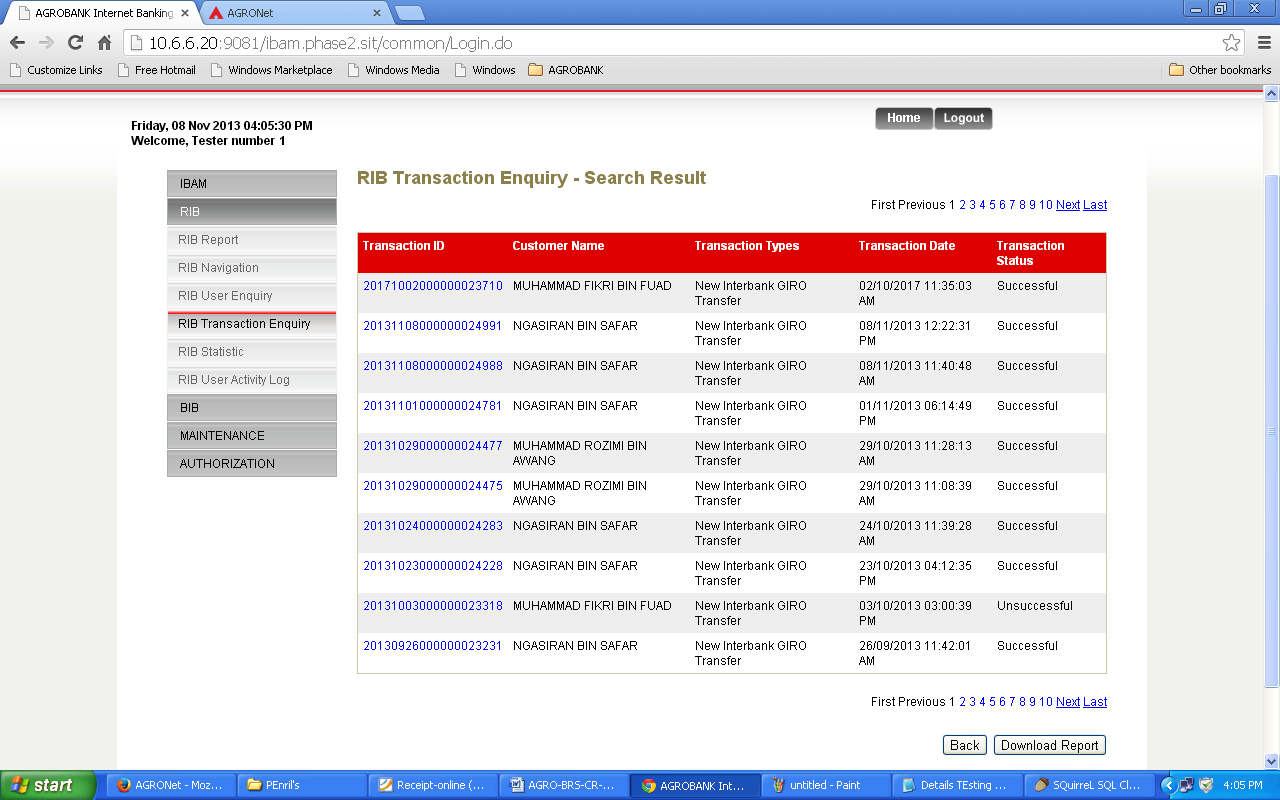 AGROBANK Internet Banking
AGRONet
10.6.6.20:9081/ibam.phase2.sit/common/Login.do
Customize Links Free Hotmail Windows Marketplace Windows Media Windows AGROBANK Other bookmarks
Friday, 08 Nov 2013 04:05:30 PM
Welcome, Tester number 1
Home Logout
IBAM
RIB
RIB Report
RIB Navigation
RIB User Enquiry
RIB Transaction Enquiry
RIB Statistic
RIB User Activity Log
BIB
MAINTENANCE
AUTHORIZATION
RIB Transaction Enquiry - Search Result
First Previous 1 2 3 4 5 6 7 8 9 10 Next Last
Transaction ID Customer Name Transaction Types Transaction Date Transaction
Status
20171002000000023710 MUHAMMAD FIKRI BIN FUAD New Interbank GIRO 02/10/2017 11:35:03 Successful
Transfer AM
20131108000000024991 NGASIRAN BIN SAFAR New Interbank GIRO 08/11/2013 12:22:31 Successful
Transfer PM
20131108000000024988 NGASIRAN BIN SAFAR New Interbank GIRO 08/11/2013 11:40:48 Successful
Transfer AM
20131101000000024781 NGASIRAN BIN SAFAR New Interbank GIRO 01/11/2013 06:14:49 Successful
Transfer PM
20131029000000024477 MUHAMMAD ROZIMI BIN New Interbank GIRO 29/10/2013 11:28:13 Successful
AWANG Transfer AM
20131029000000024475 MUHAMMAD ROZIMI BIN New Interbank GIRO 29/10/2013 11:08:39 Successful
AWANG Transfer AM
20131024000000024283 NGASIRAN BIN SAFAR New Interbank GIRO 24/10/2013 11:39:28 Successful
Transfer AM
20131023000000024228 NGASIRAN BIN SAFAR New Interbank GIRO 23/10/2013 04:12:35 Successful
Transfer PM
20131003000000023318 MUHAMMAD FIKRI BIN FUAD New Interbank GIRO 03/10/2013 03:00:39 Unsuccessful
Transfer PM
20130926000000023231 NGASIRAN BIN SAFAR New Interbank GIRO 26/09/2013 11:42:01 Successful
Transfer AM
First Previous 1 2 3 4 5 6 7 8 9 10 Next Last
Back Download Report
start AGRONet - Moz... PEnril's Receipt-online (... AGRO-BRS-CR-... AGROBANK Int... untitled - Paint Details TEsting ... SQuirreL SQL Cl... 4:05 PM